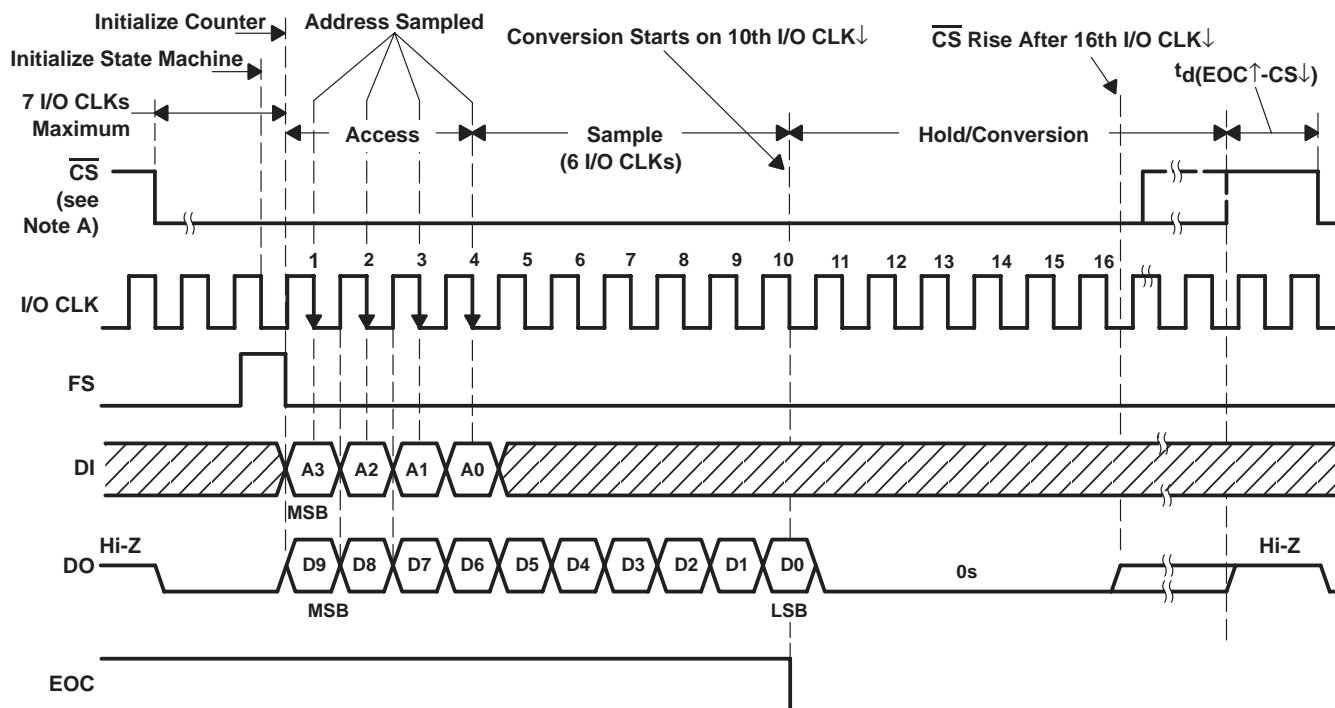 Initialize Counter
Address Sampled
Conversion Starts on 10th I/O CLK↓
CS Rise After 16th I/O CLK↓
Initialize State Machine
td(EOC↑-CS↓)
7 I/O CLKs
Maximum
Access
Sample
(6 I/O CLKs)
Hold/Conversion
CS
(see
Note A)
1 2 3 4 5 6 7 8 9 10 11 12 13 14 15 16
I/O CLK
FS
DI
A3 A2 A1 A0
MSB
Hi-Z
DO
D9 D8 D7 D6 D5 D4 D3 D2 D1 D0
0s
Hi-Z
MSB
LSB
EOC